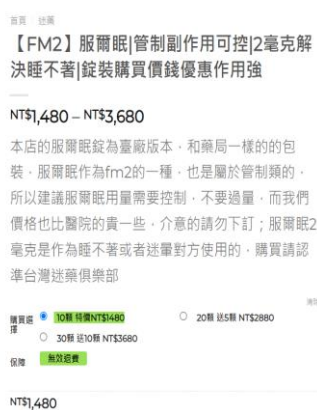 首頁 迷藥
【FM2】服爾眠|管制副作用可控|2毫克解
決睡不著|錠裝購買價錢優惠作用強
NT$1,480 – NT$3,680
本店的服爾眠錠為臺廠版本，和藥局一樣的的包
裝，服爾眠作為fm2的一種，也是屬於管制類的，
所以建議服爾眠用量需要控制，不要過量，而我們
價格也比醫院的貴一些，介意的請勿下訂；服爾眠2
毫克是作為睡不著或者迷暈對方使用的，購買請認
準台灣迷藥俱樂部
購買選擇 10顆 特價NT$1480 20顆 送5顆 NT$2880
30顆 送10顆 NT$3680
保障 無效退費
NT$1,480